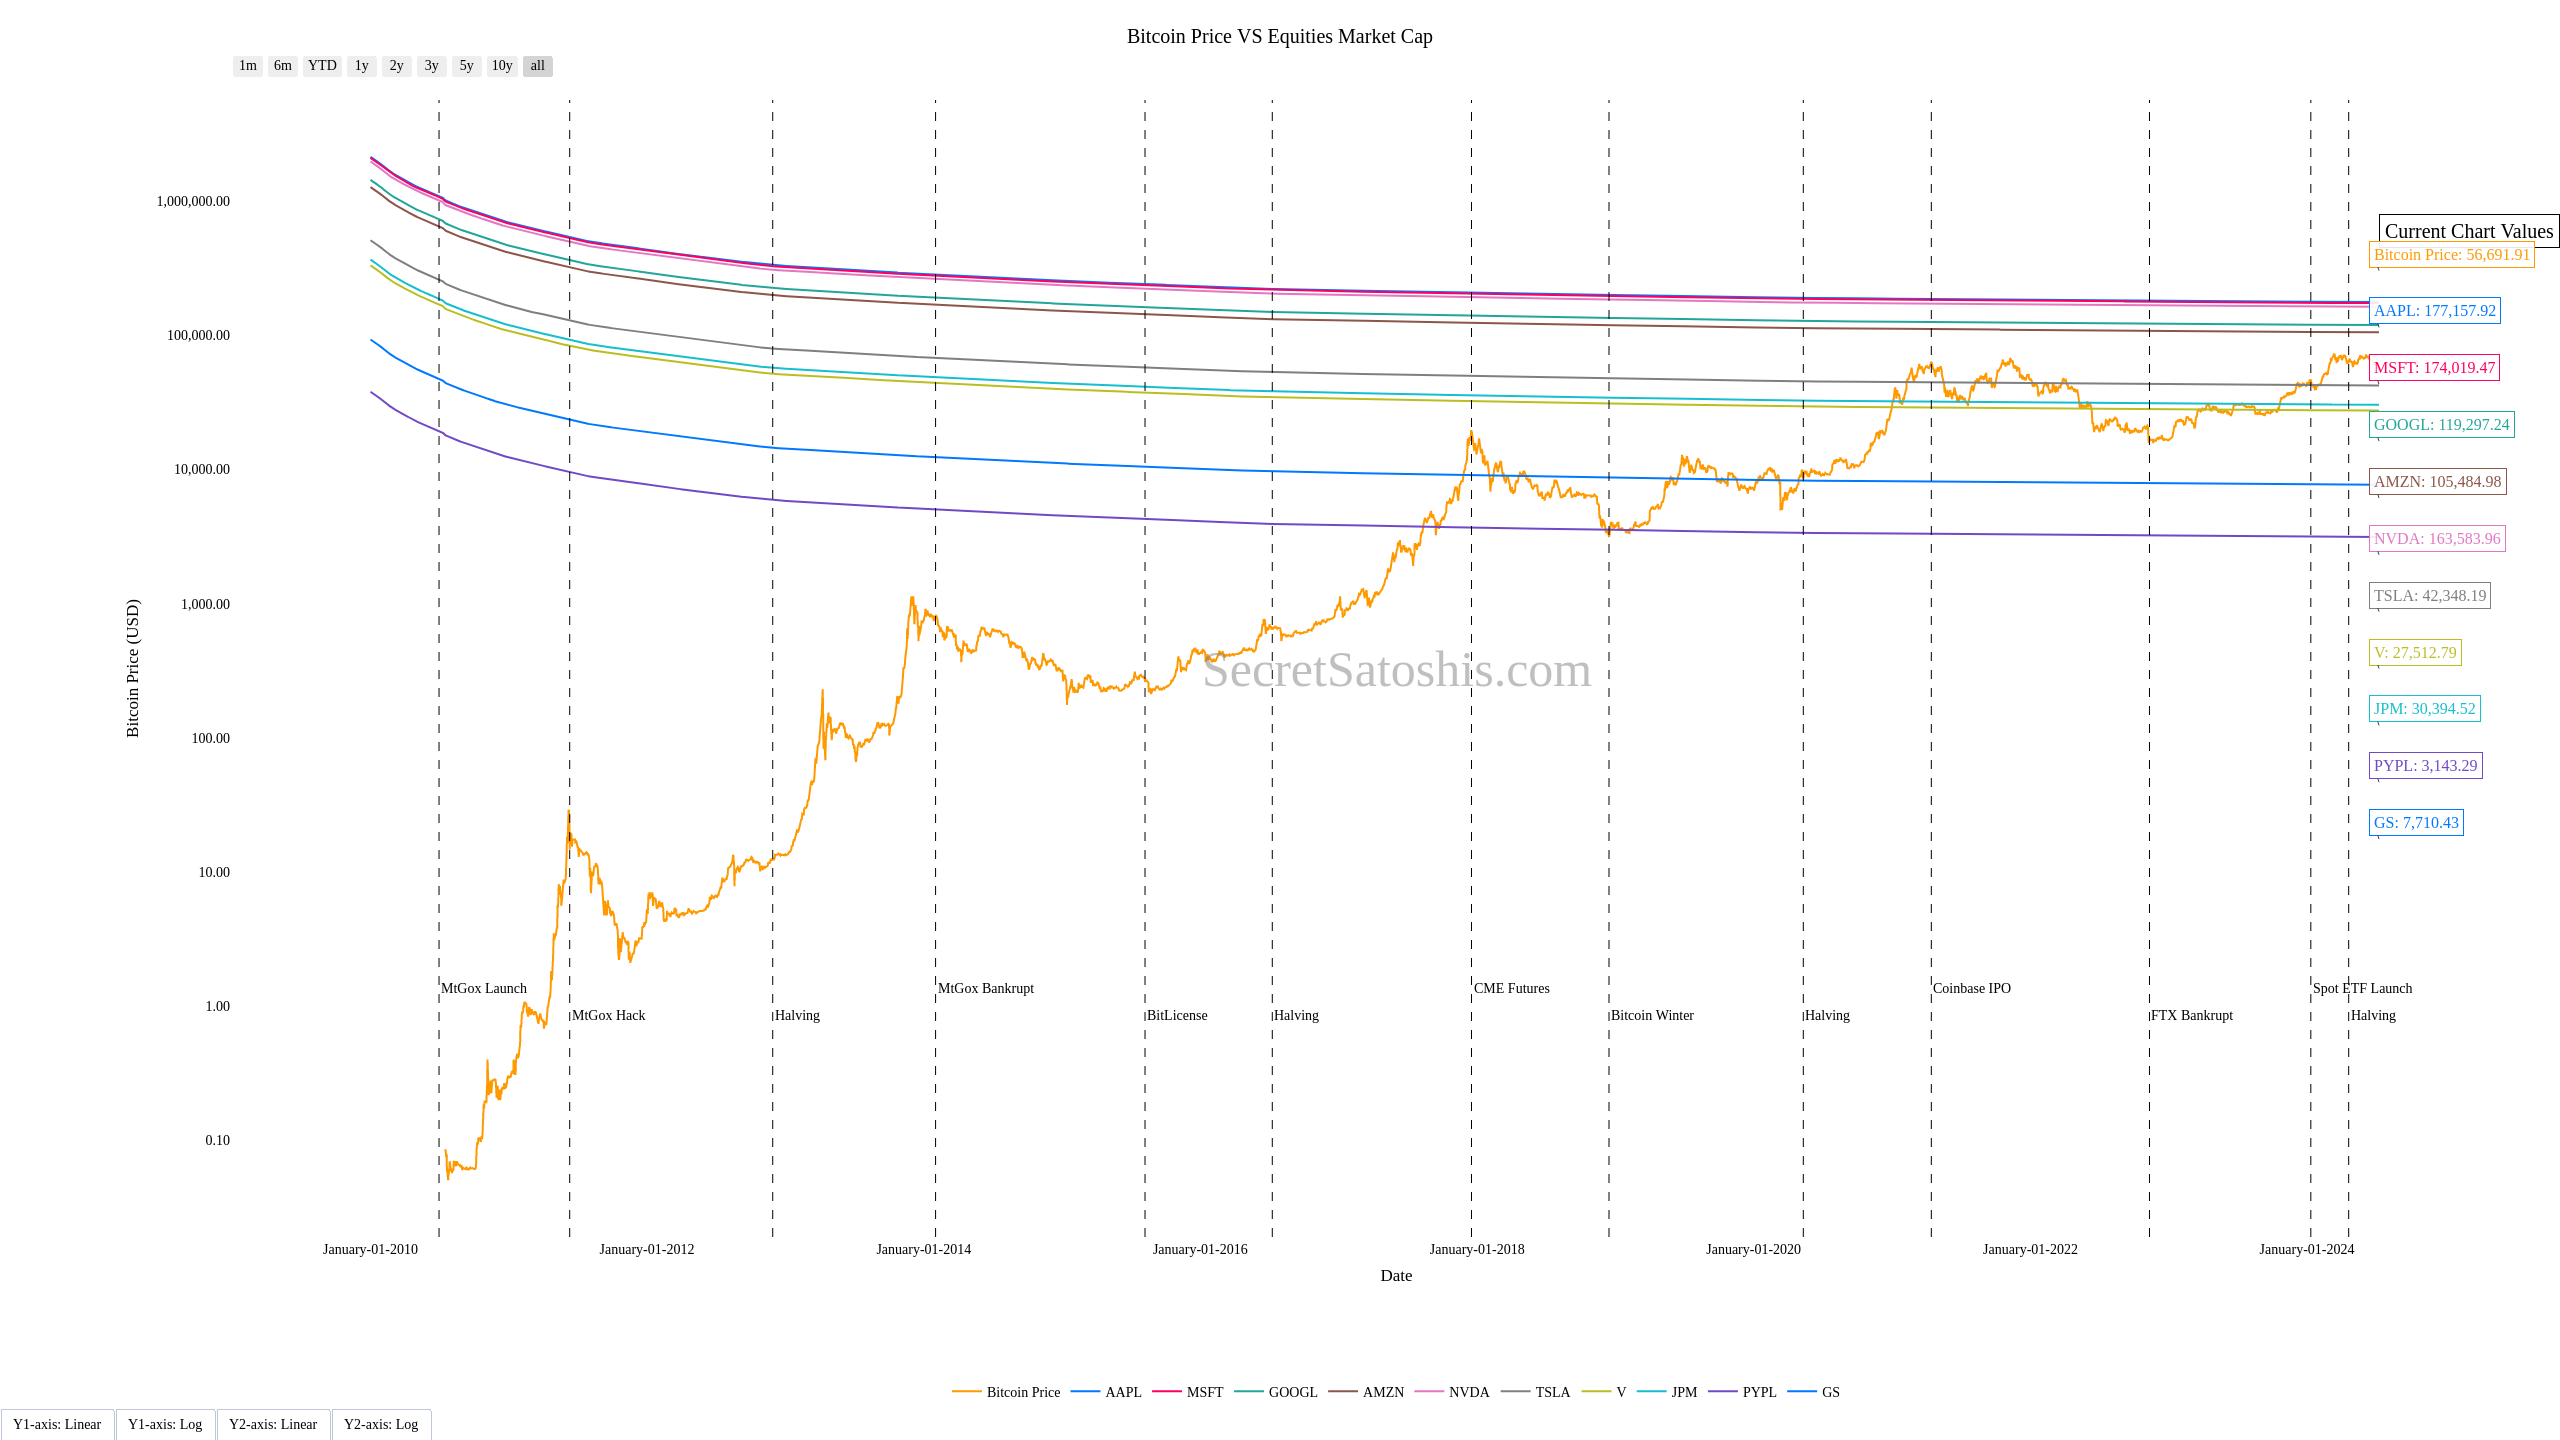 Bitcoin Price VS Equities Market Cap
1m 6m YTD 1y 2y 3y 5y 10y all
1,000,000.00
100,000.00
10,000.00
1,000.00
100.00
10.00
1.00
0.10
Bitcoin Price (USD)
Current Chart Values
Bitcoin Price: 56,691.91
AAPL: 177,157.92
MSFT: 174,019.47
GOOGL: 119,297.24
AMZN: 105,484.98
NVDA: 163,583.96
TSLA: 42,348.19
V: 27,512.79
JPM: 30,394.52
PYPL: 3,143.29
GS: 7,710.43
SecretSatoshis.com
MtGox Launch
MtGox Hack
Halving
MtGox Bankrupt
BitLicense
Halving
CME Futures
Bitcoin Winter
Halving
Coinbase IPO
FTX Bankrupt
Spot ETF Launch
Halving
January-01-2010 January-01-2012 January-01-2014 January-01-2016 January-01-2018 January-01-2020 January-01-2022 January-01-2024
Date
Bitcoin Price AAPL MSFT GOOGL AMZN NVDA TSLA V JPM PYPL GS
Y1-axis: Linear Y1-axis: Log Y2-axis: Linear Y2-axis: Log